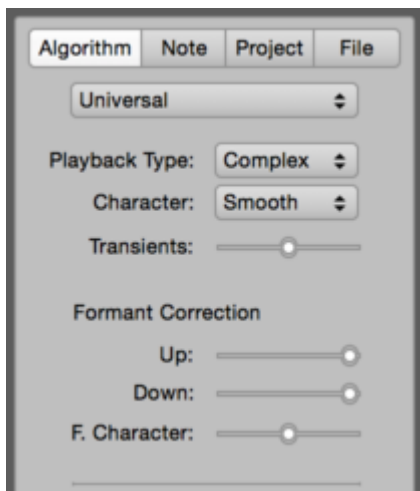 Algorithm Note Project File
Universal
Playback Type: Complex
Character: Smooth
Transients:
Formant Correction
Up:
Down:
F. Character: